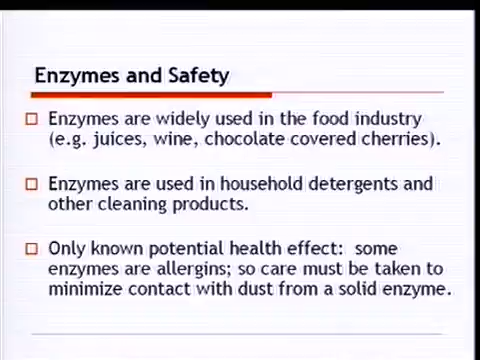 Enzymes and Safety
Enzymes are widely used in the food industry
(e.g. juices, wine, chocolate covered cherries).
Enzymes are used in household detergents and
other cleaning products.
Only known potential health effect: some
enzymes are allergins; so care must be taken to
minimize contact with dust from a solid enzyme.